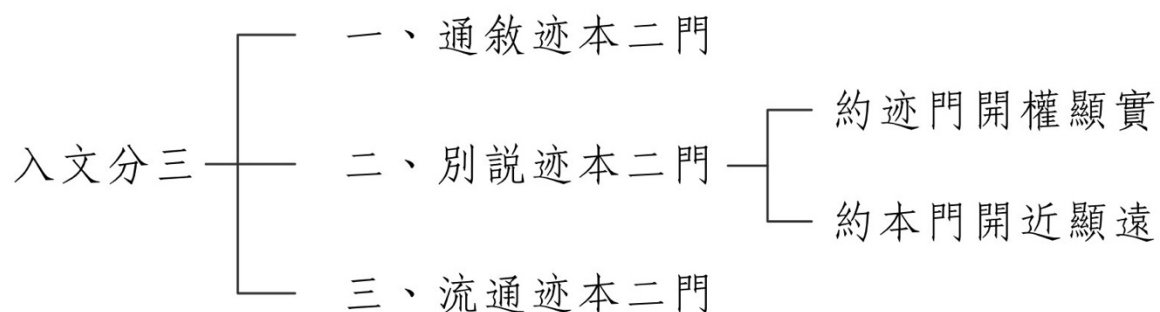 入文分三
一、通敘迹本二門
二、別説迹本二門
約迹門開權顯實
約本門開近顯遠
三、流通迹本二門